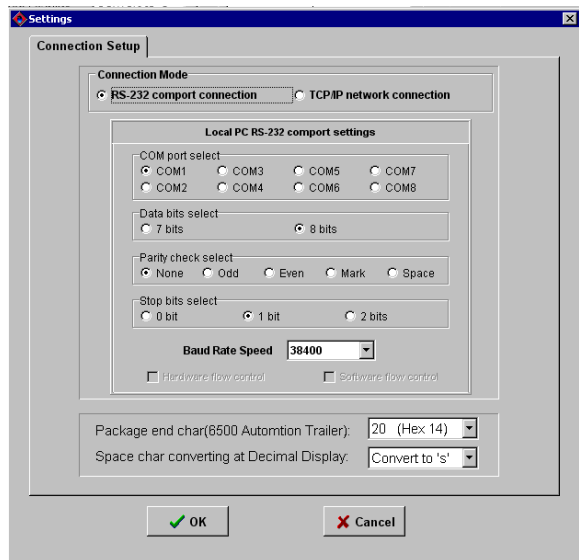 Settings
Connection Setup
Connection Mode
RS-232 comport connection TCP/IP network connection
Local PC RS-232 comport settings
COM port select
COM1 COM3 COM5 COM7
COM2 COM4 COM6 COM8
Data bits select
7 bits 8 bits
Parity check select
None Odd Even Mark Space
Stop bits select
0 bit 1 bit 2 bits
Baud Rate Speed 38400
Herdware flow control Software flow control
Package end char(6500 Automtion Trailer): 20 (Hex 14)
Space char converting at Decimal Display: Convert to 's'
OK Cancel